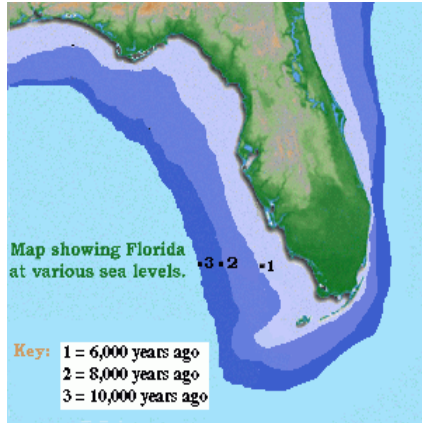 Map showing Florida
at various sea levels.
3 2 1
Key:
1 = 6,000 years ago
2 = 8,000 years ago
3 = 10,000 years ago